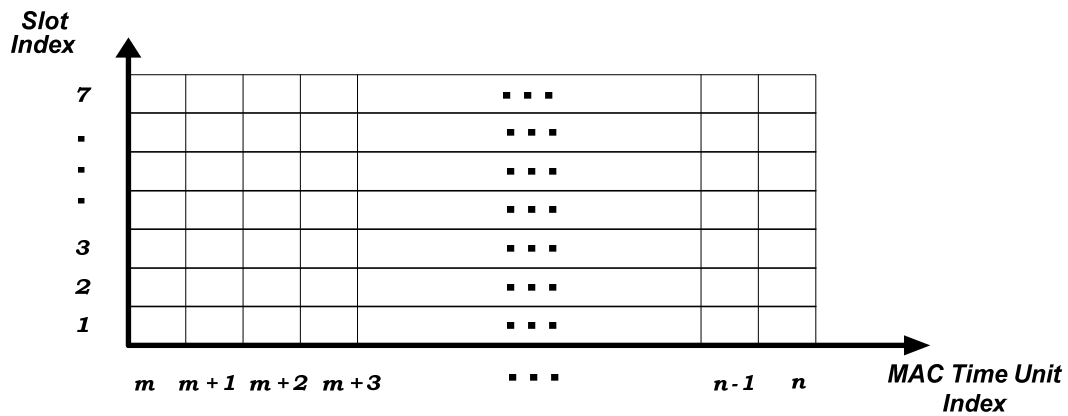 Slot
Index
7
. . .
3
2
1
m m + 1 m + 2 m + 3 . . . n - 1 n
MAC Time Unit
Index